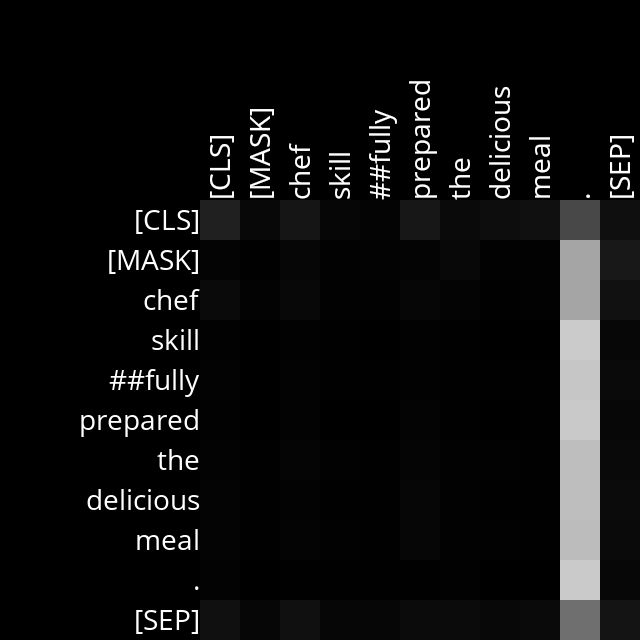 [CLS] [MASK] chef skill ##fully prepared the delicious meal . [SEP]
[CLS]
[MASK]
chef
skill
##fully
prepared
the
delicious
meal
.
[SEP]